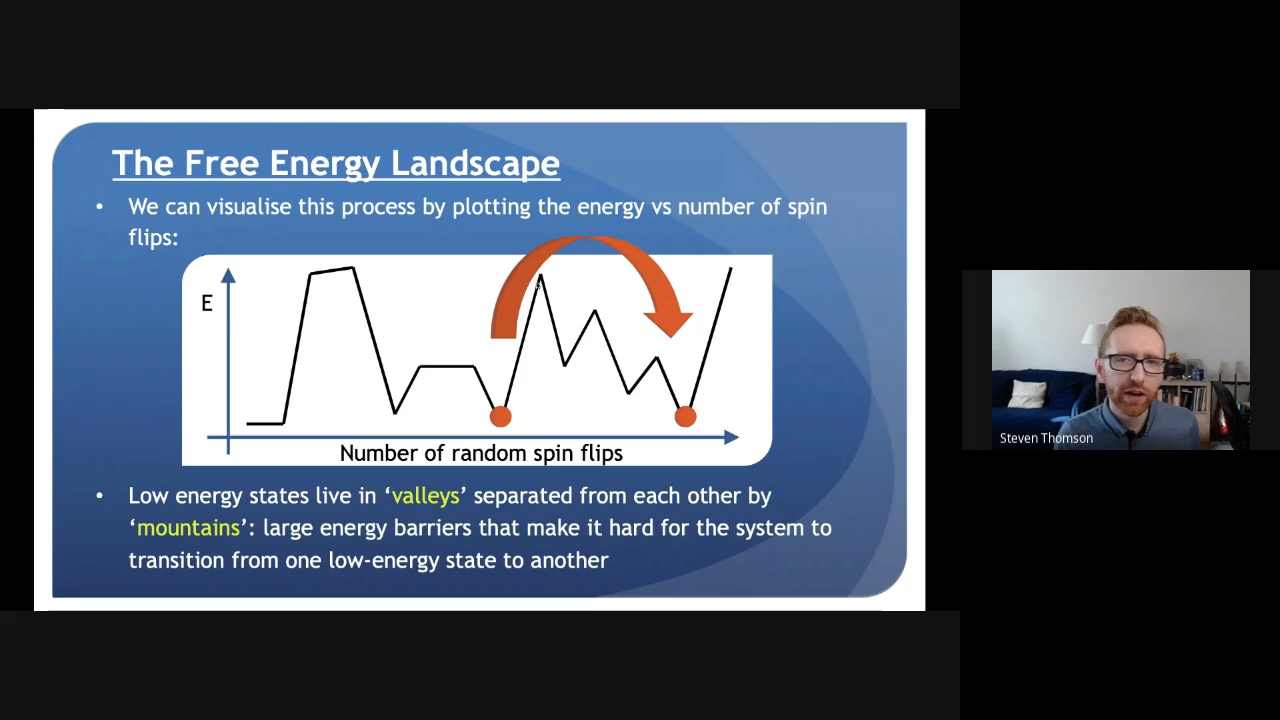 The Free Energy Landscape
• We can visualise this process by plotting the energy vs number of spin
flips:
E
Number of random spin flips
• Low energy states live in ‘valleys’ separated from each other by
‘mountains’: large energy barriers that make it hard for the system to
transition from one low-energy state to another
Steven Thomson